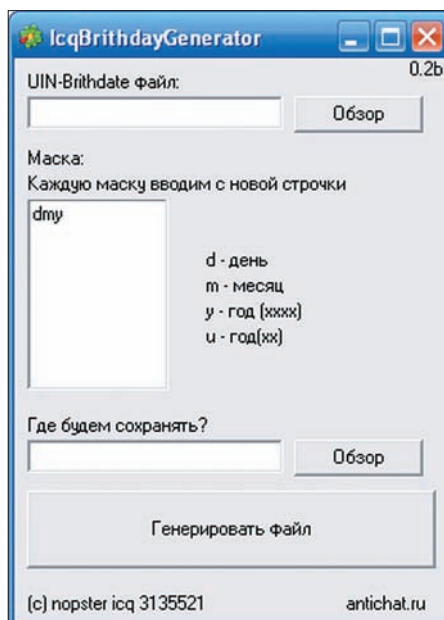 IcqBrithdayGenerator
0.2b
UIN-Brithdate файл:
Обзор
Маска:
Каждую маску вводим с новой строчки
dmy
d - день
m - месяц
y - год (xxxx)
u - год(xx)
Где будем сохранять?
Обзор
Генерировать файл
(c) nopster icq 3135521
antichat.ru